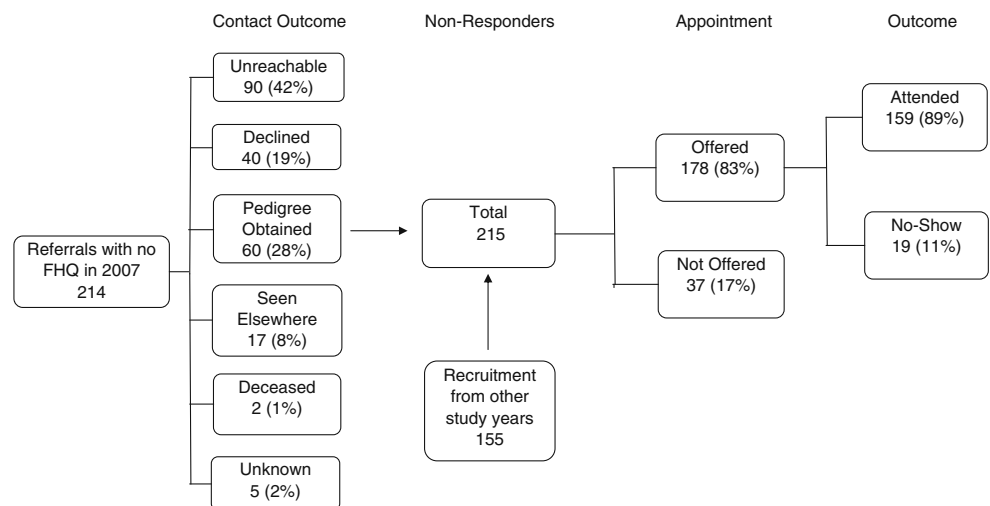 Contact Outcome
Non-Responders
Appointment
Outcome
Referrals with no
FHQ in 2007
214
Unreachable
90 (42%)
Declined
40 (19%)
Pedigree
Obtained
60 (28%)
Seen
Elsewhere
17 (8%)
Deceased
2 (1%)
Unknown
5 (2%)
Total
215
Recruitment
from other
study years
155
Offered
178 (83%)
Not Offered
37 (17%)
Attended
159 (89%)
No-Show
19 (11%)